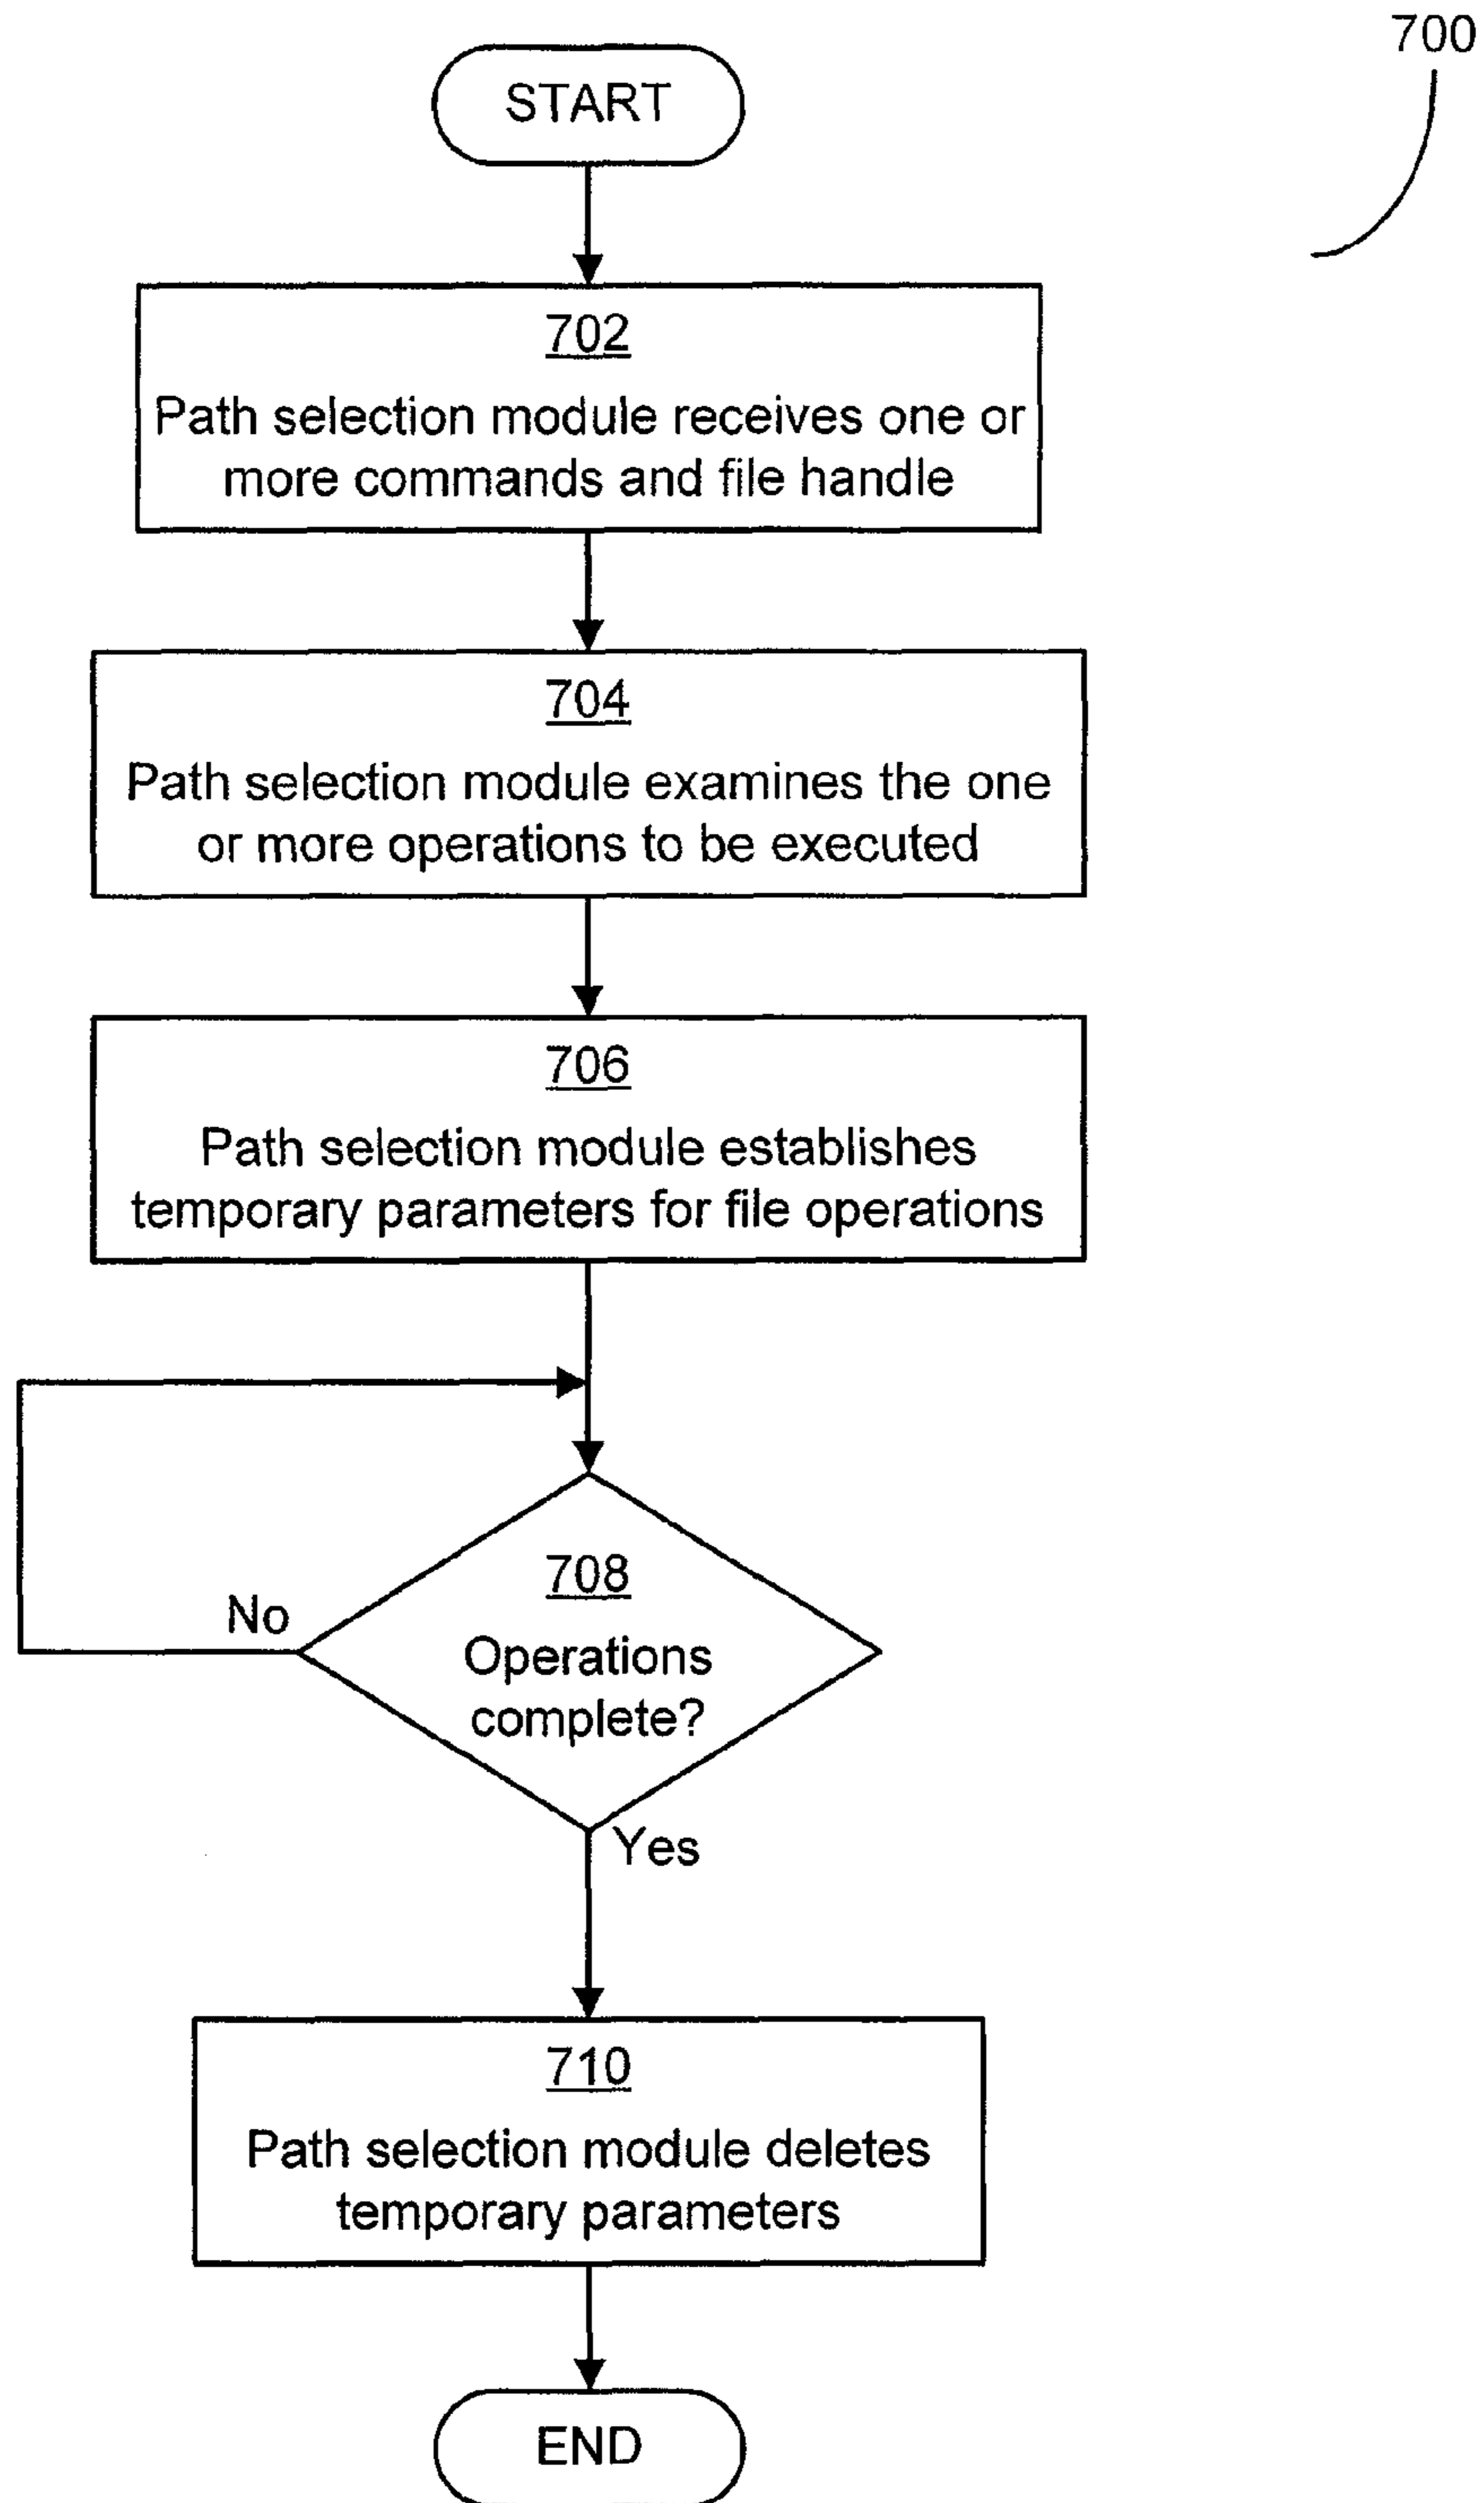 700
START
702
Path selection module receives one or
more commands and file handle
704
Path selection module examines the one
or more operations to be executed
706
Path selection module establishes
temporary parameters for file operations
708
Operations
complete?
No
Yes
710
Path selection module deletes
temporary parameters
END